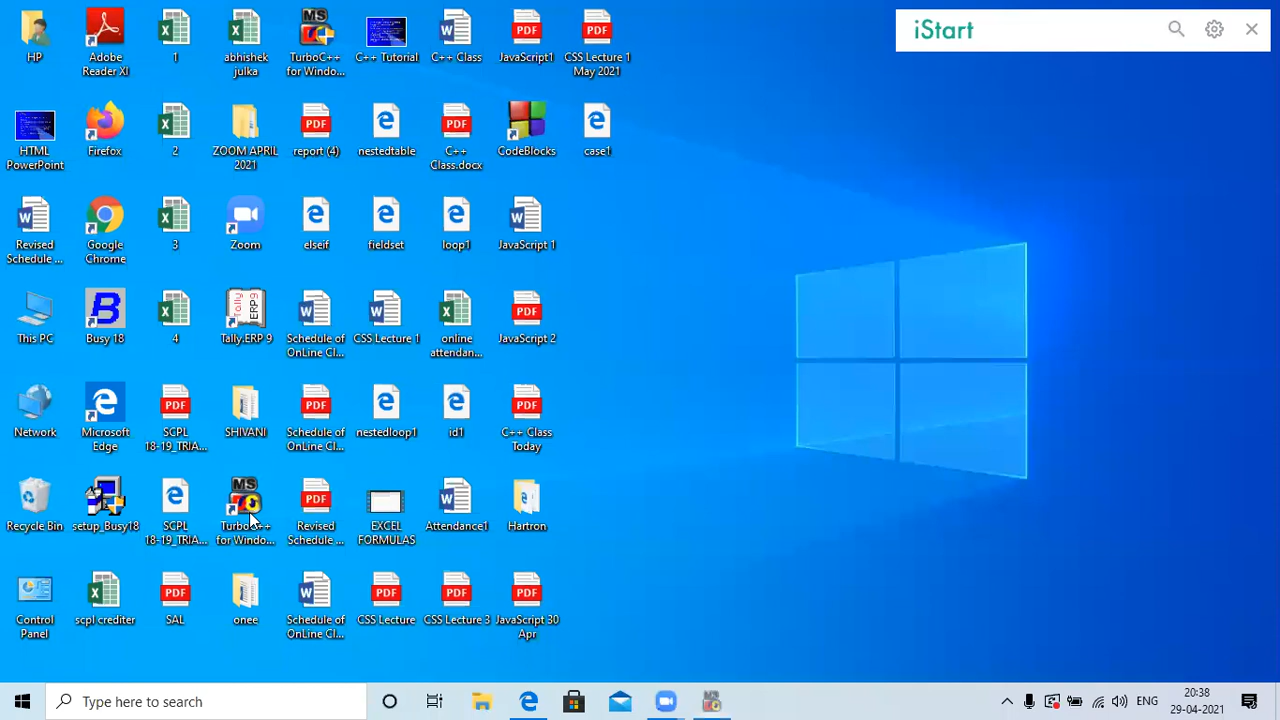 iStart
HP
Adobe
Reader XI
1
abhishek
julka
MS
TurboC++
for Windo...
C++ Tutorial
C++ Class
PDF
JavaScript1
PDF
CSS Lecture 1
May 2021
HTML
PowerPoint
Firefox
2
ZOOM APRIL
2021
PDF
report (4)
nestedtable
PDF
C++
Class.docx
CodeBlocks
case1
Revised
Schedule ...
Google
Chrome
3
Zoom
elseif
fieldset
loop1
JavaScript 1
This PC
Busy 18
4
Tally
ERP9
Tally.ERP 9
Schedule of
OnLine Cl...
CSS Lecture 1
online
attendan...
PDF
JavaScript 2
Network
Microsoft
Edge
PDF
SCPL
18-19_TRIA...
SHIVANI
PDF
Schedule of
OnLine Cl...
nestedloop1
id1
PDF
C++ Class
Today
Recycle Bin
setup_Busy18
SCPL
18-19_TRIA...
MS
TurboC++
for Windo...
PDF
Revised
Schedule ...
EXCEL
FORMULAS
Attendance1
Hartron
Control
Panel
scpl crediter
PDF
SAL
onee
Schedule of
OnLine Cl...
PDF
CSS Lecture
PDF
CSS Lecture 3
PDF
JavaScript 30
Apr
Type here to search
ENG
20:38
29-04-2021